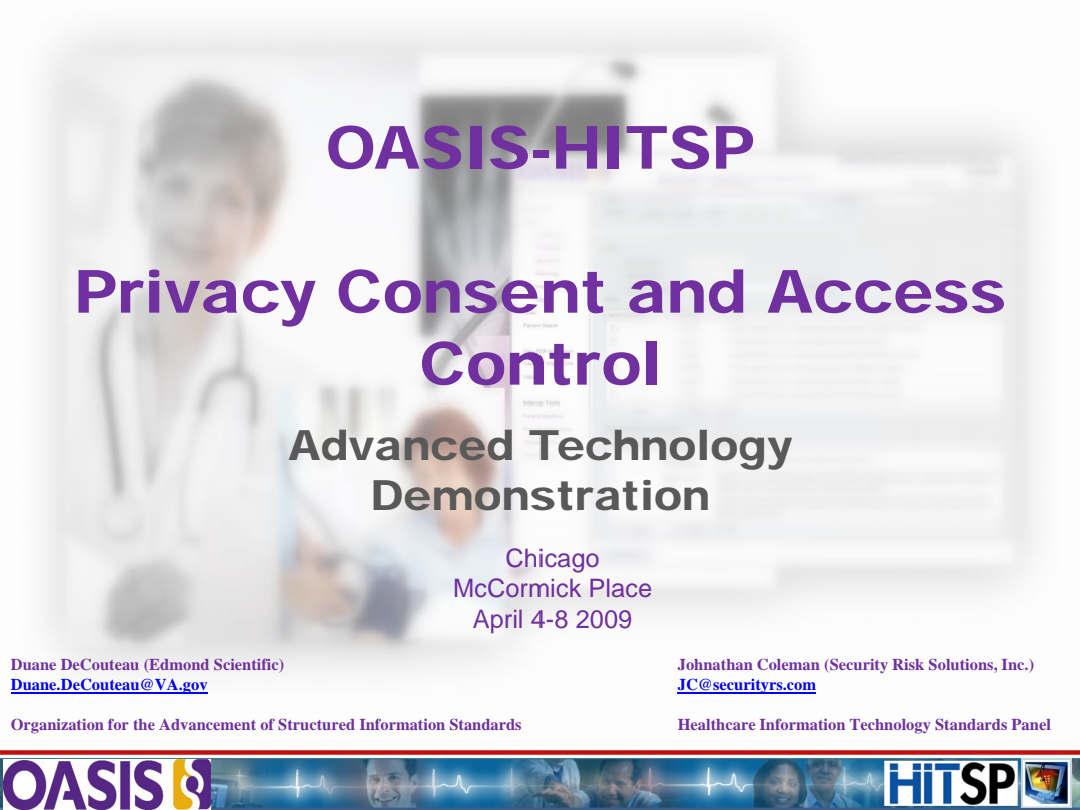 OASIS-HITSP
Privacy Consent and Access
Control
Advanced Technology
Demonstration
Chicago
McCormick Place
April 4-8 2009
Duane DeCouteau (Edmond Scientific)
Duane.DeCouteau@VA.gov
Organization for the Advancement of Structured Information Standards
Johnathan Coleman (Security Risk Solutions, Inc.)
JC@securityrs.com
Healthcare Information Technology Standards Panel
OASIS
HITSP